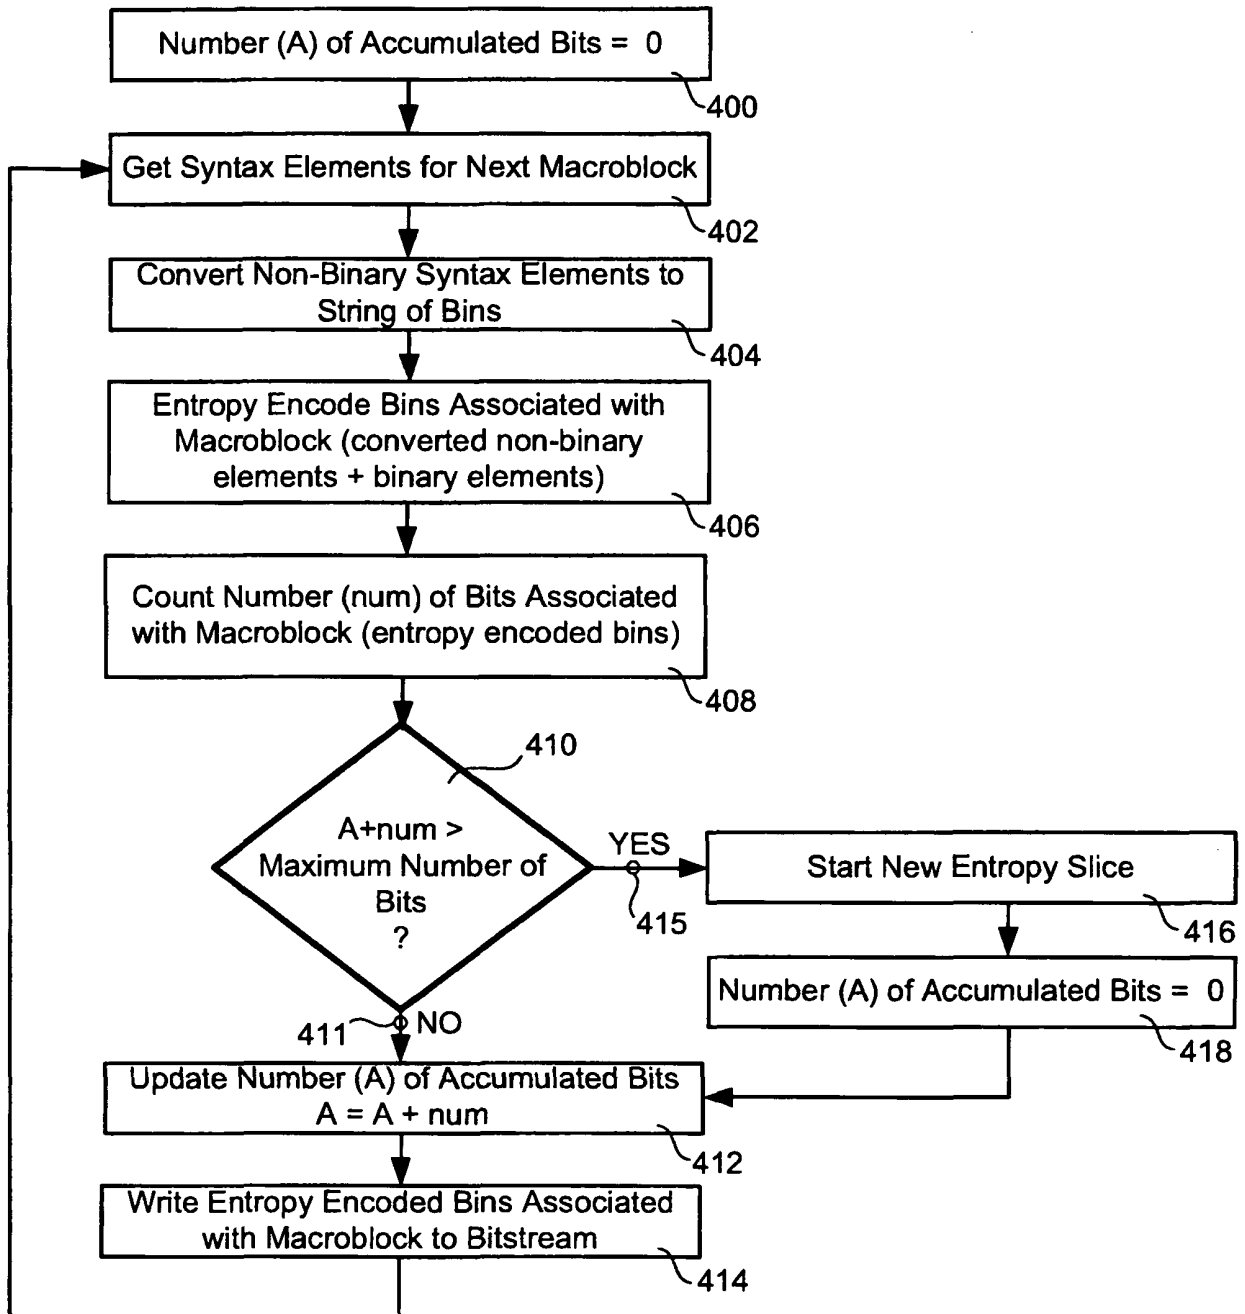 Number (A) of Accumulated Bits = 0
400
Get Syntax Elements for Next Macroblock
402
Convert Non-Binary Syntax Elements to
String of Bins
404
Entropy Encode Bins Associated with
Macroblock (converted non-binary
elements + binary elements)
406
Count Number (num) of Bits Associated
with Macroblock (entropy encoded bins)
408
410
A+num >
Maximum Number of
Bits
?
YES
415
Start New Entropy Slice
416
Number (A) of Accumulated Bits = 0
418
411
NO
Update Number (A) of Accumulated Bits
A = A + num
412
Write Entropy Encoded Bins Associated
with Macroblock to Bitstream
414